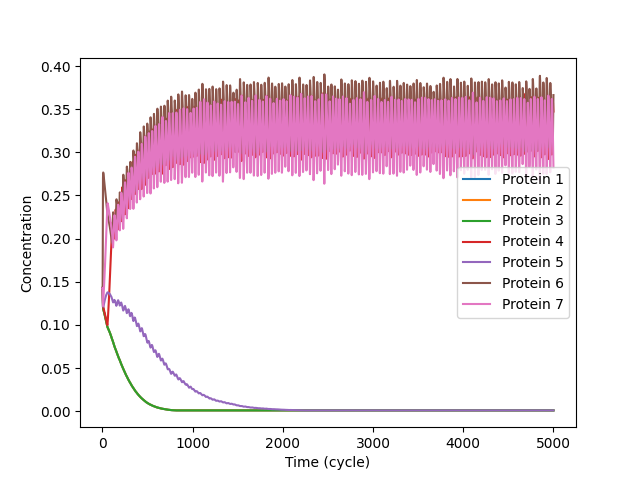 0.40
0.35
0.30
0.25
0.20
0.15
0.10
0.05
0.00
Concentration
0
1000
2000
3000
4000
5000
Time (cycle)
Protein 1
Protein 2
Protein 3
Protein 4
Protein 5
Protein 6
Protein 7